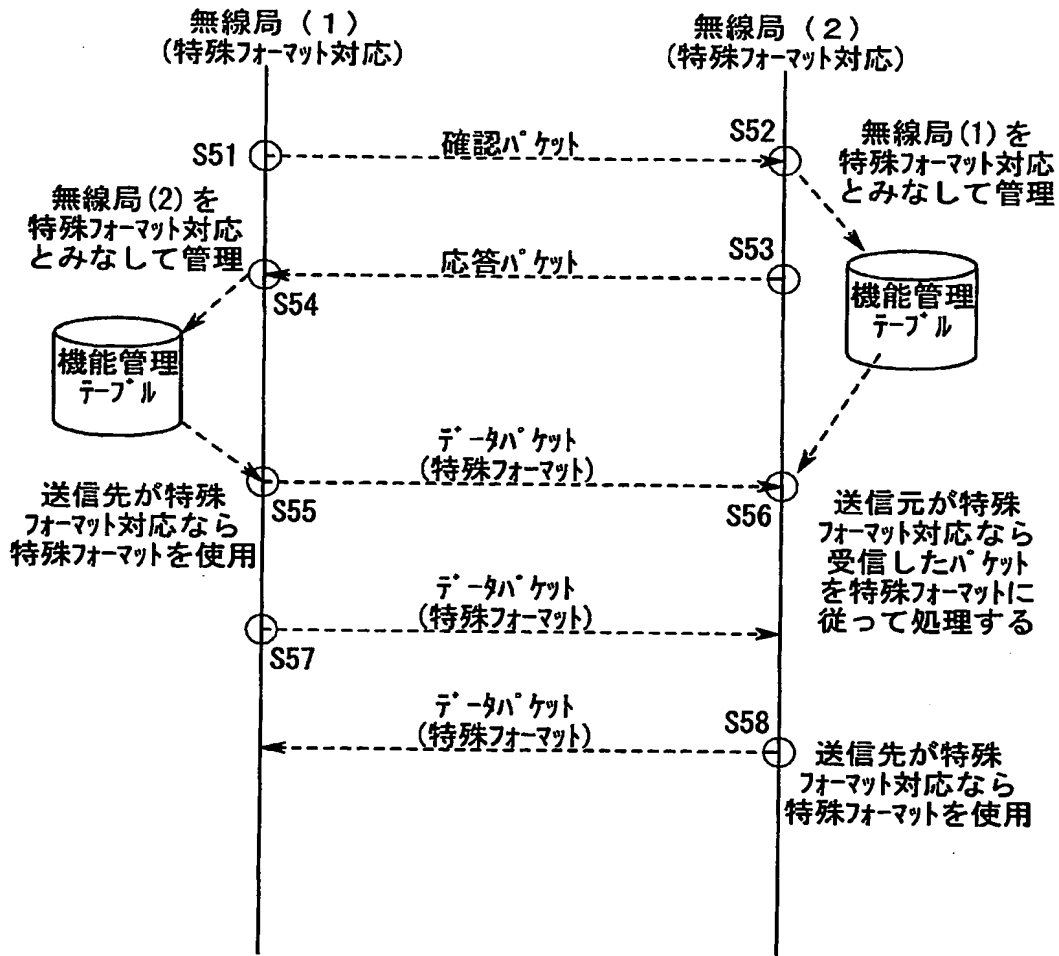 無線局（１）
(特殊ﾌｫｰﾏｯﾄ対応)
無線局（２）
(特殊ﾌｫｰﾏｯﾄ対応)
S51
確認ﾊﾟｹｯﾄ
S52
無線局(1)を
特殊ﾌｫｰﾏｯﾄ対応
とみなして管理
無線局(2)を
特殊ﾌｫｰﾏｯﾄ対応
とみなして管理
応答ﾊﾟｹｯﾄ
S53
S54
機能管理
ﾃｰﾌﾞﾙ
機能管理
ﾃｰﾌﾞﾙ
ﾃﾞｰﾀﾊﾟｹｯﾄ
(特殊ﾌｫｰﾏｯﾄ)
S55
S56
送信先が特殊
ﾌｫｰﾏｯﾄ対応なら
特殊ﾌｫｰﾏｯﾄを使用
送信元が特殊
ﾌｫｰﾏｯﾄ対応なら
受信したﾊﾟｹｯﾄ
を特殊ﾌｫｰﾏｯﾄに
従って処理する
ﾃﾞｰﾀﾊﾟｹｯﾄ
(特殊ﾌｫｰﾏｯﾄ)
S57
ﾃﾞｰﾀﾊﾟｹｯﾄ
(特殊ﾌｫｰﾏｯﾄ)
S58
送信先が特殊
ﾌｫｰﾏｯﾄ対応なら
特殊ﾌｫｰﾏｯﾄを使用